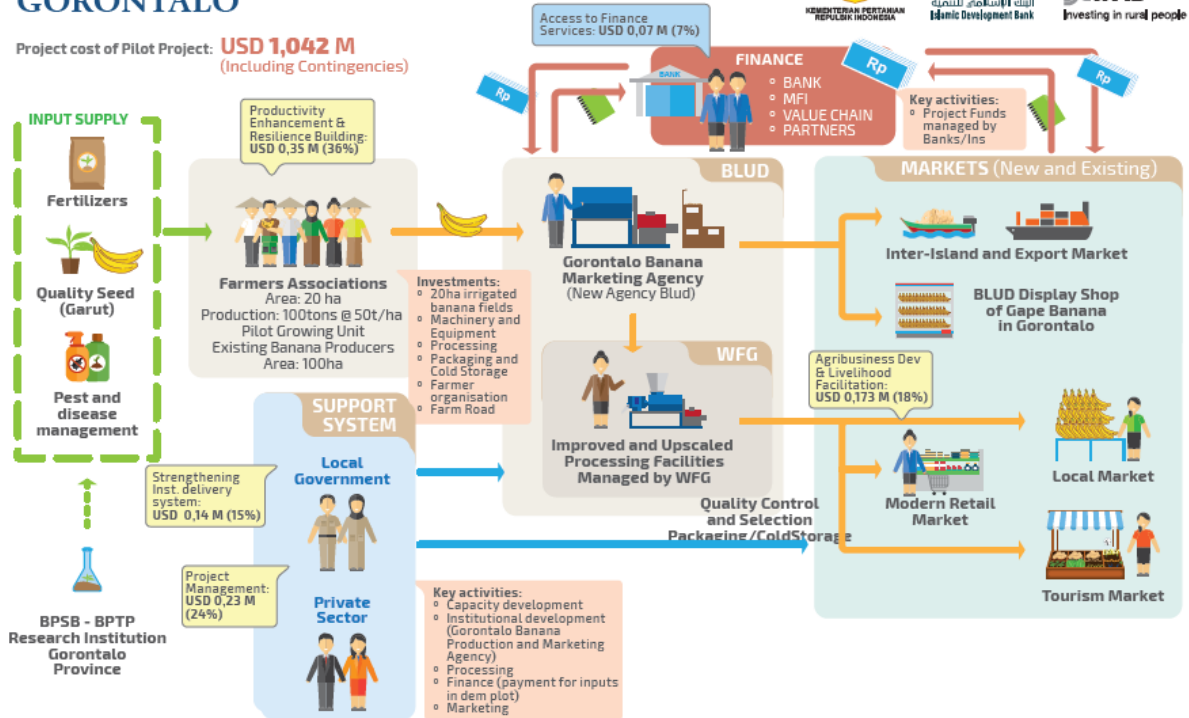 GORONTALO
Project cost of Pilot Project: USD 1,042 M
(Including Contingencies)
Access to Finance
Services: USD 0,07 M (7%)
KEMENTERIAN PERTANIAN
REPUBLIK INDONESIA
Islamic Development Bank
Investing in rural people
INPUT SUPPLY
Fertilizers
Quality Seed
(Garut)
Pest and
disease
management
BPSB - BPTP
Research Institution
Gorontalo
Province
Productivity
Enhancement &
Resilience Building:
USD 0,35 M (36%)
Farmers Associations
Area: 20 ha
Production: 100tons @ 50t/ha
Pilot Growing Unit
Existing Banana Producers
Area: 100ha
Investments:
20ha irrigated
banana fields
Machinery and
Equipment
Processing
Packaging and
Cold Storage
Farmer
organisation
Farm Road
Rp
BANK
FINANCE
BANK
MFI
VALUE CHAIN
PARTNERS
Rp
Key activities:
Project Funds
managed by
Banks/Ins
Rp
BLUD
Gorontalo Banana
Marketing Agency
(New Agency Blud)
WFG
Improved and Upscaled
Processing Facilities
Managed by WFG
Quality Control
and Selection
Packaging/ColdStorage
MARKETS (New and Existing)
Inter-Island and Export Market
BLUD Display Shop
of Gape Banana
in Gorontalo
Agribusiness Dev
& Livelihood
Facilitation:
USD 0,173 M (18%)
Local Market
Modern Retail
Market
Tourism Market
SUPPORT
SYSTEM
Local
Government
Strengthening
Inst. delivery
system:
USD 0,14 M (15%)
Project
Management:
USD 0,23 M
(24%)
Private
Sector
Key activities:
Capacity development
Institutional development
(Gorontalo Banana
Production and Marketing
Agency)
Processing
Finance (payment for inputs
in dem plot)
Marketing